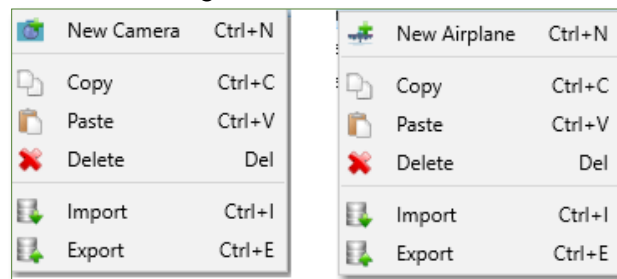 New Camera Ctrl+N
Copy Ctrl+C
Paste Ctrl+V
Delete Del
Import Ctrl+I
Export Ctrl+E
New Airplane Ctrl+N
Copy Ctrl+C
Paste Ctrl+V
Delete Del
Import Ctrl+I
Export Ctrl+E